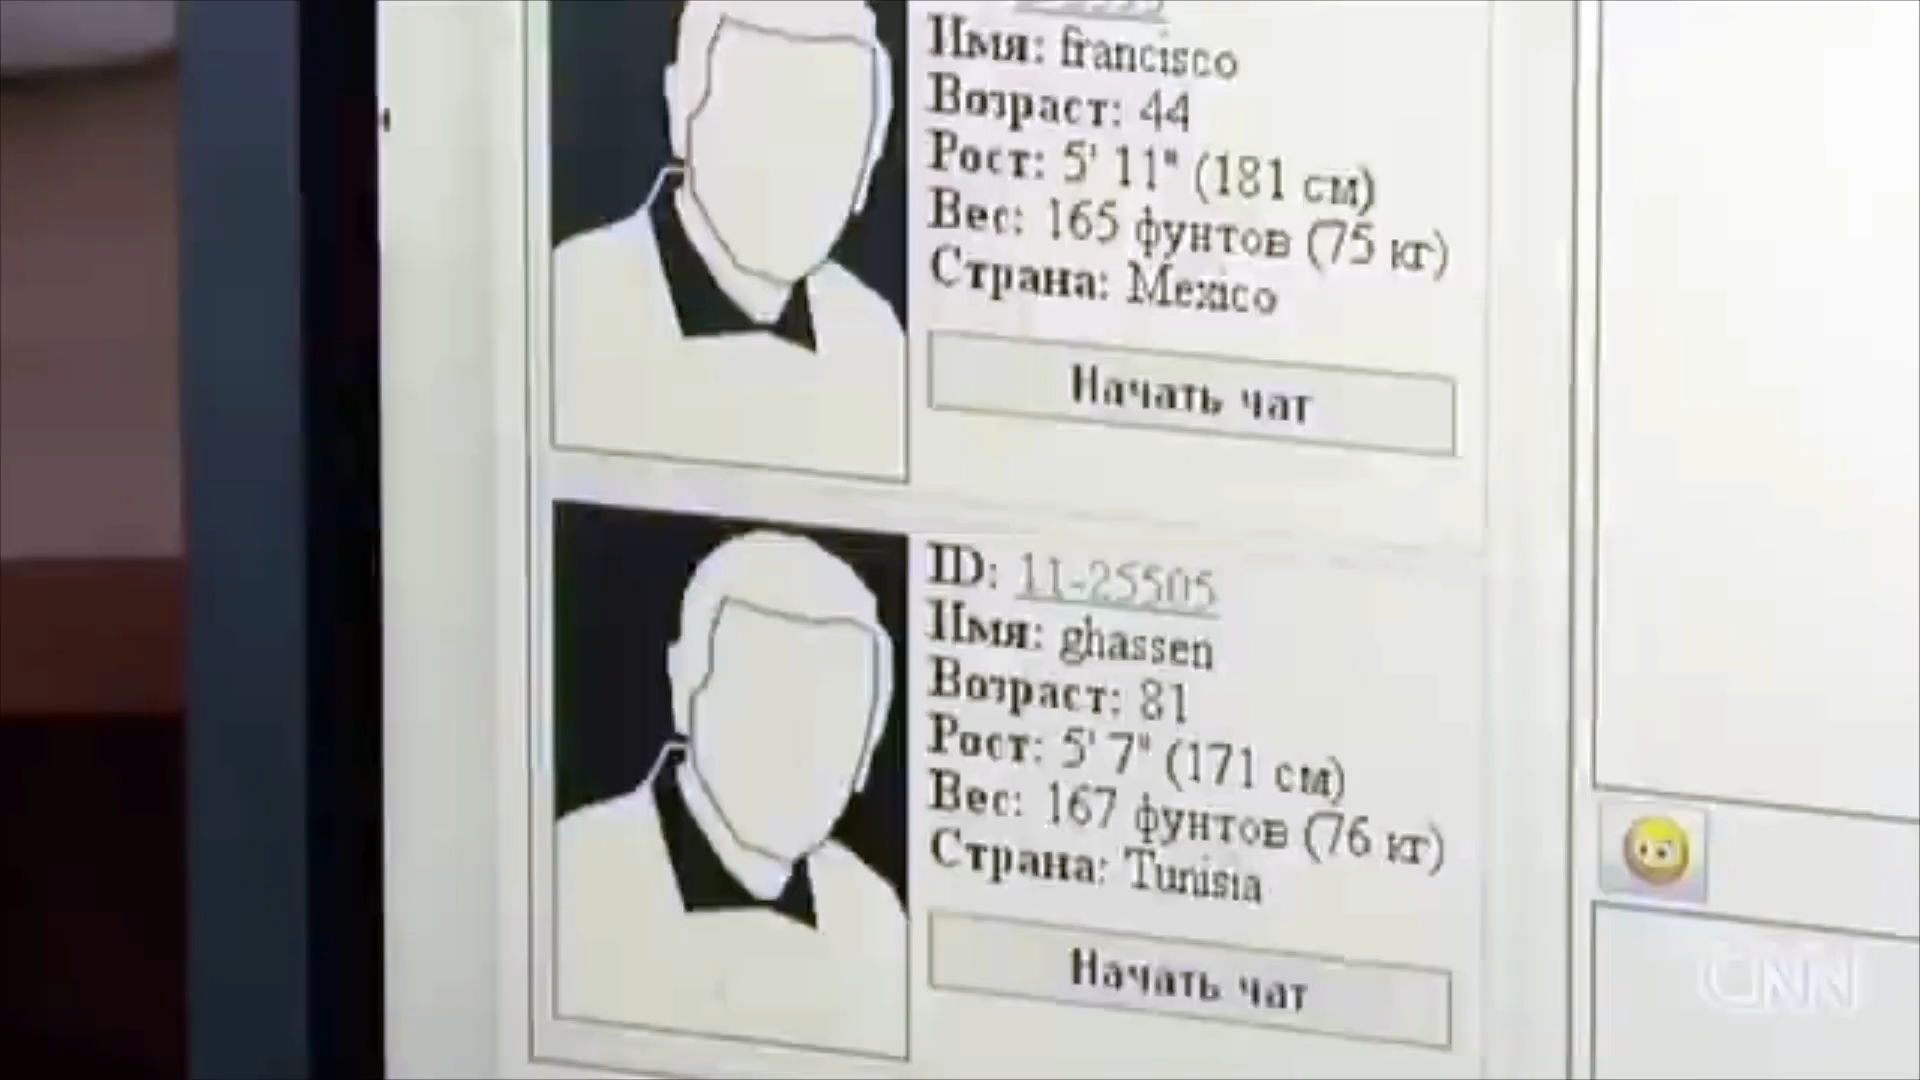 Имя: francisco
Возраст: 44
Рост: 5' 11" (181 см)
Вес: 165 фунтов (75 кг)
Страна: Mexico
Начать чат
ID: 11-25505
Имя: ghassen
Возраст: 81
Рост: 5' 7" (171 см)
Вес: 167 фунтов (76 кг)
Страна: Tunisia
Начать чат
CNN